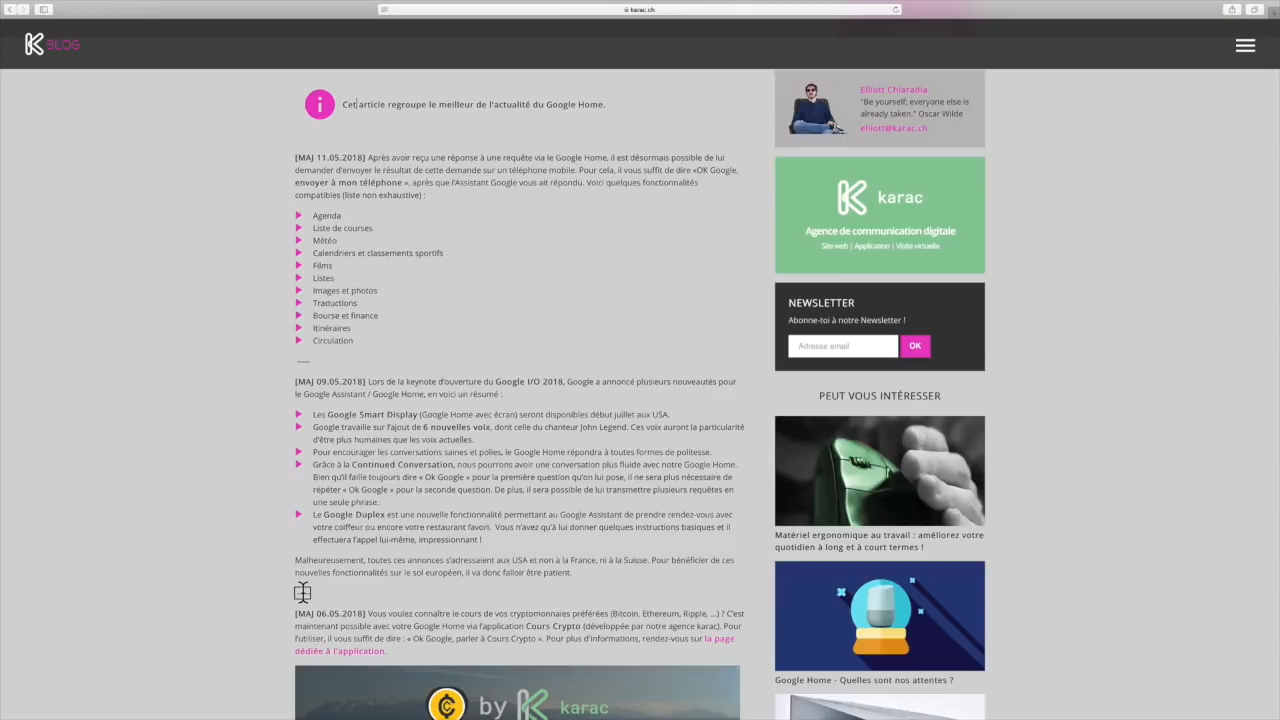 karac.ch
K BLOG
i Cet article regroupe le meilleur de l'actualité du Google Home.
[MAJ 11.05.2018] Après avoir reçu une réponse à une requête via le Google Home, il est désormais possible de lui
demander d'envoyer le résultat de cette demande sur un téléphone mobile. Pour cela, il vous suffit de dire «OK Google,
envoyer à mon téléphone », après que l'Assistant Google vous ait répondu. Voici quelques fonctionnalités
compatibles (liste non exhaustive) :
Agenda
Liste de courses
Météo
Calendriers et classements sportifs
Films
Listes
Images et photos
Traductions
Bourse et finance
Itinéraires
Circulation
-----
[MAJ 09.05.2018] Lors de la keynote d'ouverture du Google I/O 2018, Google a annoncé plusieurs nouveautés pour
le Google Assistant / Google Home, en voici un résumé :
Les Google Smart Display (Google Home avec écran) seront disponibles début juillet aux USA.
Google travaille sur l'ajout de 6 nouvelles voix, dont celle du chanteur John Legend. Ces voix auront la particularité
d'être plus humaines que les voix actuelles.
Pour encourager les conversations saines et polies, le Google Home répondra à toutes formes de politesse.
Grâce à la Continued Conversation, nous pourrons avoir une conversation plus fluide avec notre Google Home.
Bien qu'il faille toujours dire « Ok Google » pour la première question qu'on lui pose, il ne sera plus nécessaire de
répéter « Ok Google » pour la seconde question. De plus, il sera possible de lui transmettre plusieurs requêtes en
une seule phrase.
Le Google Duplex est une nouvelle fonctionnalité permettant au Google Assistant de prendre rendez-vous avec
votre coiffeur ou encore votre restaurant favori. Vous n'avez qu'à lui donner quelques instructions basiques et il
effectuera l'appel lui-même, impressionnant !
Malheureusement, toutes ces annonces s'adressaient aux USA et non à la France, ni à la Suisse. Pour bénéficier de ces
nouvelles fonctionnalités sur le sol européen, il va donc falloir être patient.
[MAJ 06.05.2018] Vous voulez connaître le cours de vos cryptomonnaies préférées (Bitcoin, Ethereum, Ripple, ...) ? C'est
maintenant possible avec votre Google Home via l'application Cours Crypto (développée par notre agence karac). Pour
l'utiliser, il vous suffit de dire : « Ok Google, parler à Cours Crypto ». Pour plus d'informations, rendez-vous sur la page
dédiée à l'application.
by K karac
Elliott Chiaradia
"Be yourself; everyone else is
already taken." Oscar Wilde
elliott@karac.ch
K karac
Agence de communication digitale
Site web | Application | Visite virtuelle
NEWSLETTER
Abonne-toi à notre Newsletter !
Adresse email OK
PEUT VOUS INTÉRESSER
Matériel ergonomique au travail : améliorez votre
quotidien à long et à court termes !
Google Home - Quelles sont nos attentes ?